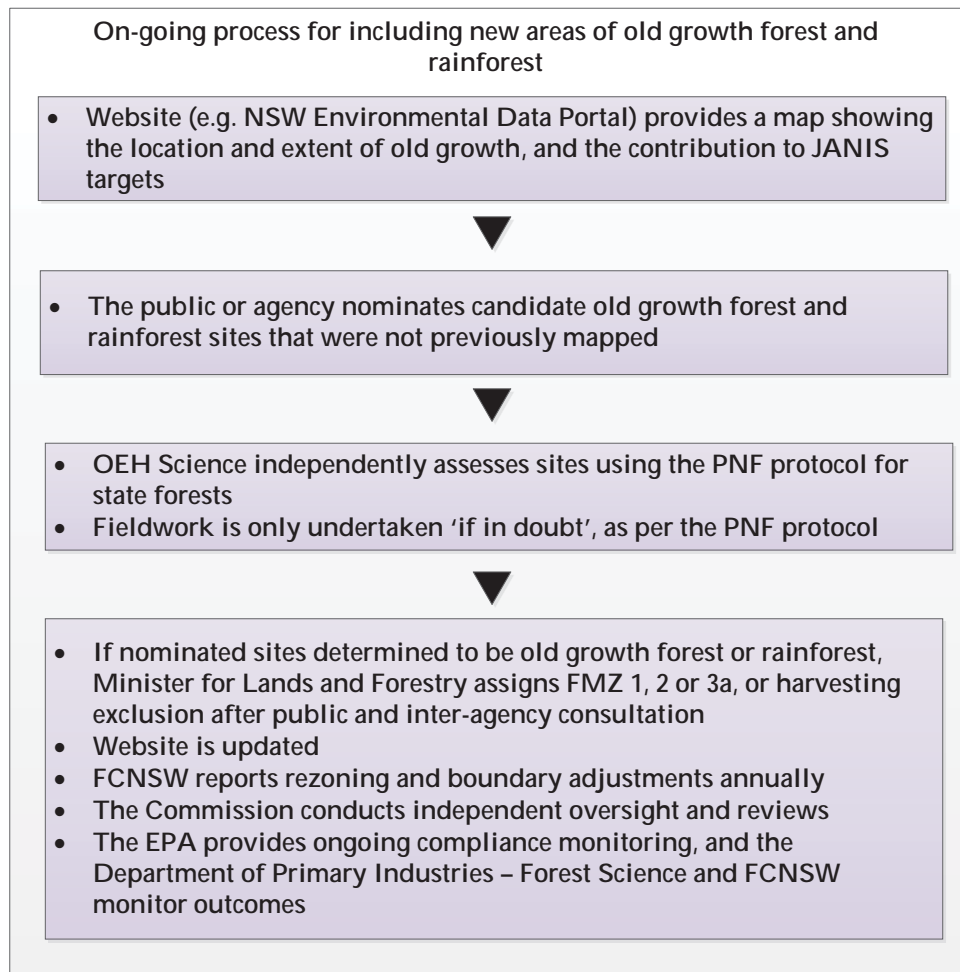 On-going process for including new areas of old growth forest and
rainforest
• Website (e.g. NSW Environmental Data Portal) provides a map showing
the location and extent of old growth, and the contribution to JANIS
targets
• The public or agency nominates candidate old growth forest and
rainforest sites that were not previously mapped
• OEH Science independently assesses sites using the PNF protocol for
state forests
• Fieldwork is only undertaken ‘if in doubt’, as per the PNF protocol
• If nominated sites determined to be old growth forest or rainforest,
Minister for Lands and Forestry assigns FMZ 1, 2 or 3a, or harvesting
exclusion after public and inter-agency consultation
• Website is updated
• FCNSW reports rezoning and boundary adjustments annually
• The Commission conducts independent oversight and reviews
• The EPA provides ongoing compliance monitoring, and the
Department of Primary Industries – Forest Science and FCNSW
monitor outcomes